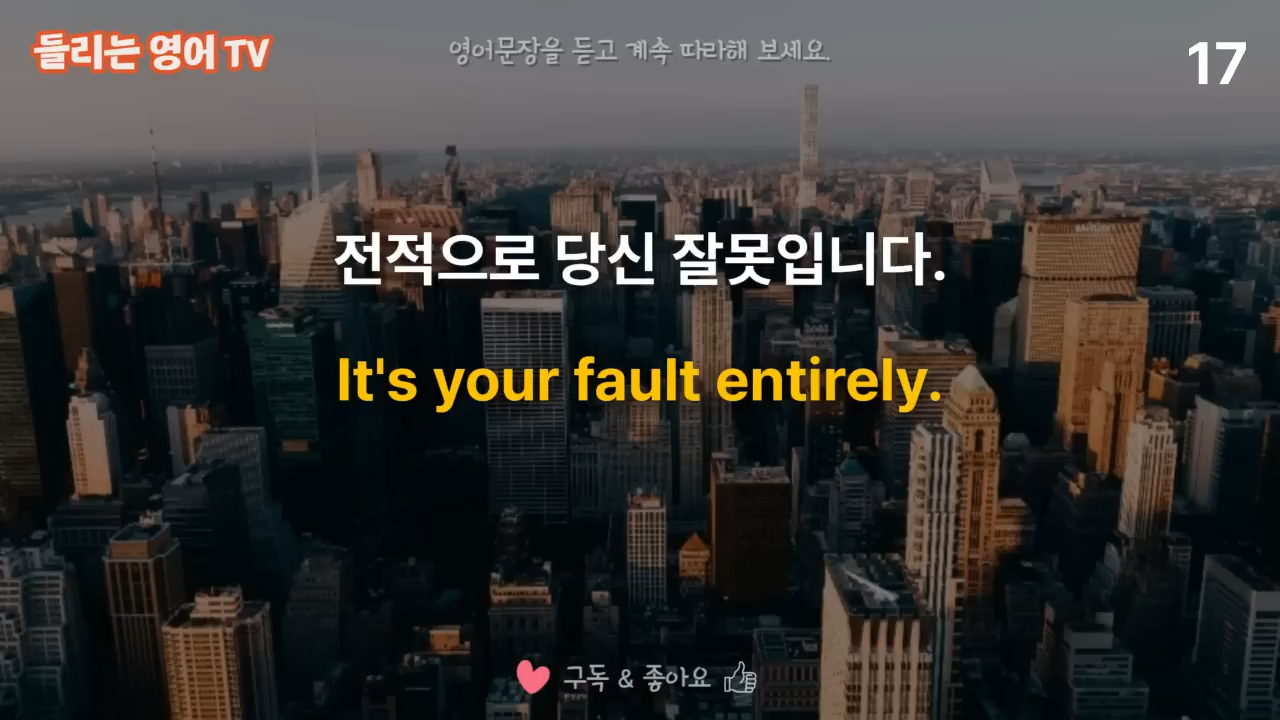 들리는 영어 TV
영어문장을 듣고 계속 따라해 보세요.
17
전적으로 당신 잘못입니다.
It's your fault entirely.
구독 & 좋아요